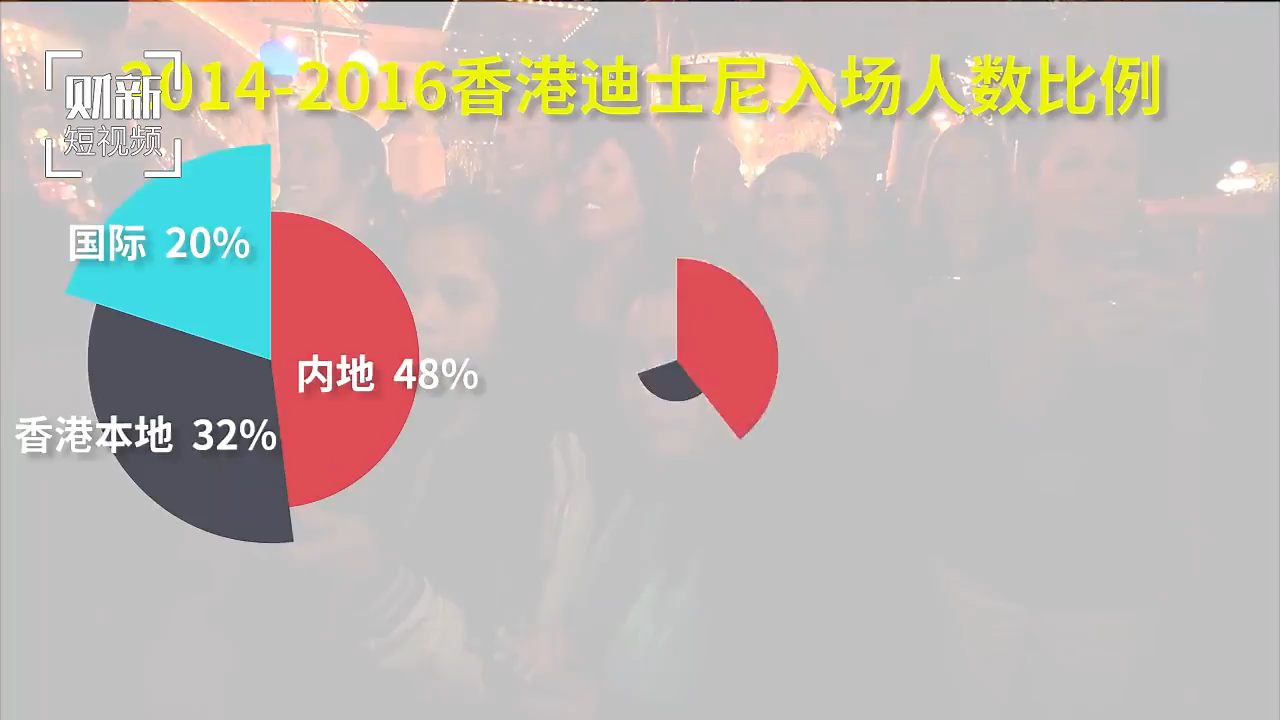 2014-2016香港迪士尼入场人数比例
财新
短视频
国际 20%
内地 48%
香港本地 32%